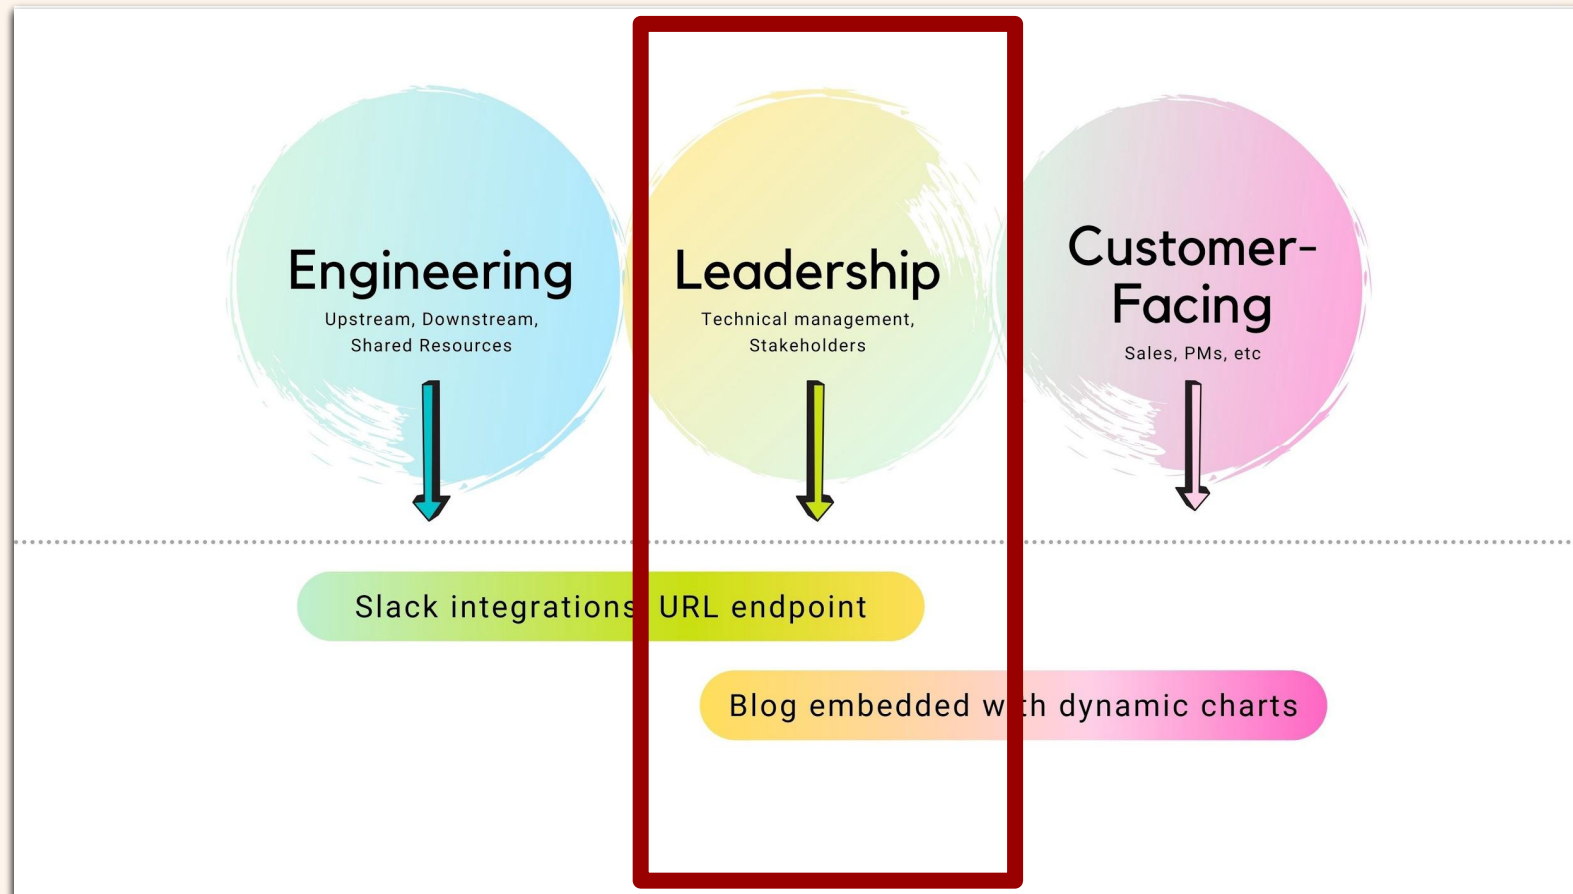 Engineering
Upstream, Downstream,
Shared Resources
Leadership
Technical management,
Stakeholders
Customer-
Facing
Sales, PMs, etc
Slack integrations URL endpoint
Blog embedded with dynamic charts